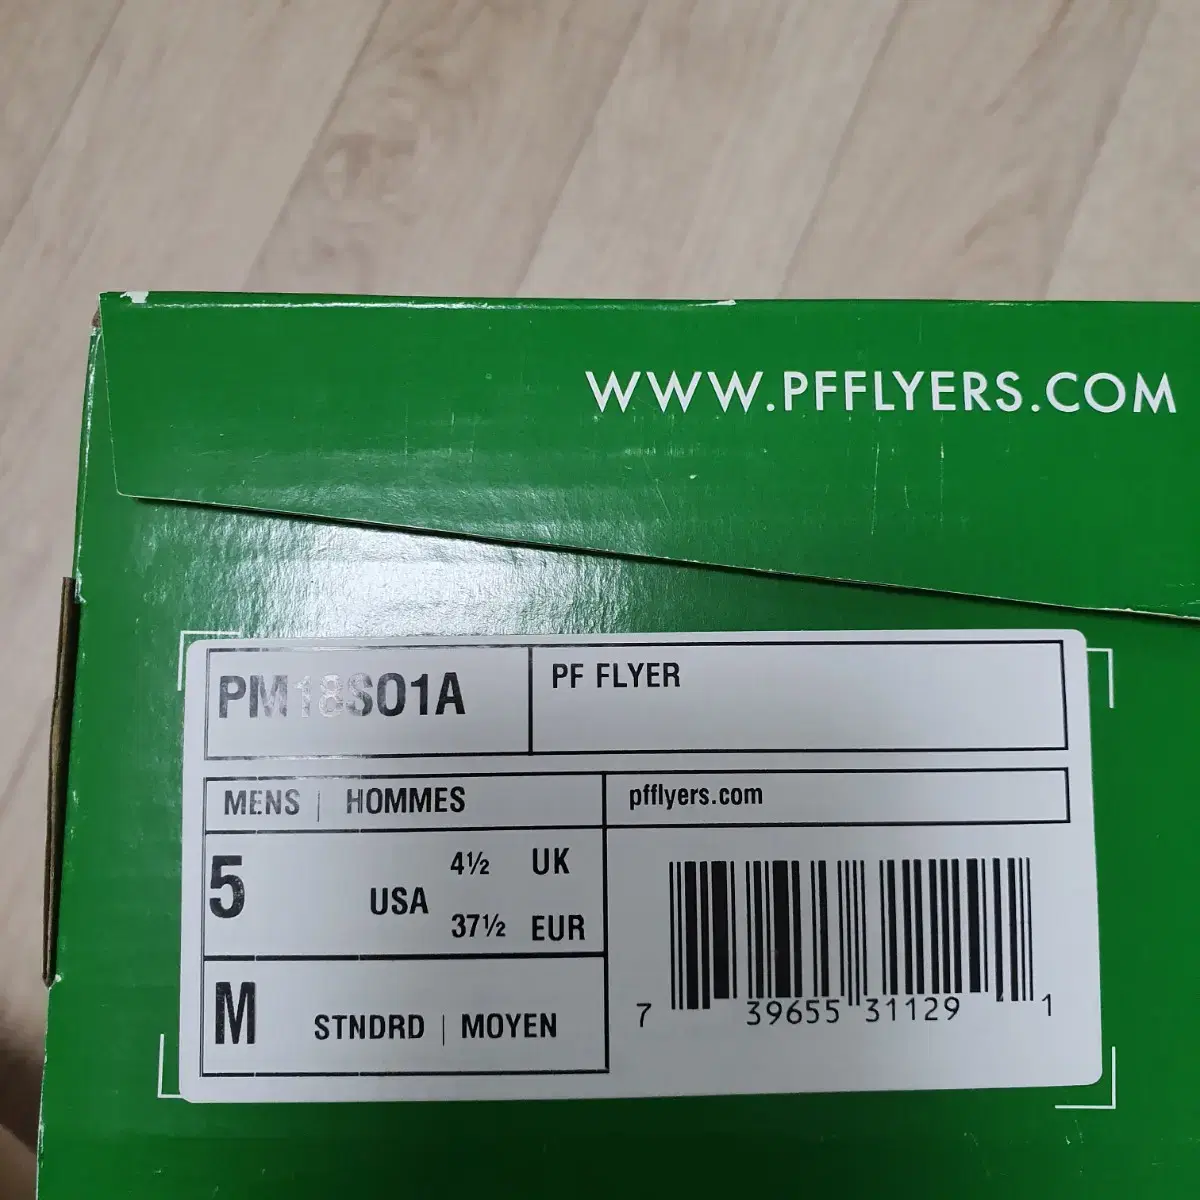 WWW.PFFLYERS.COM
PM18SO1A
PF FLYER
MENS | HOMMES
pfflyers.com
5 USA
4½ UK
37½ EUR
M STNDRD | MOYEN
7 39655 31129 1